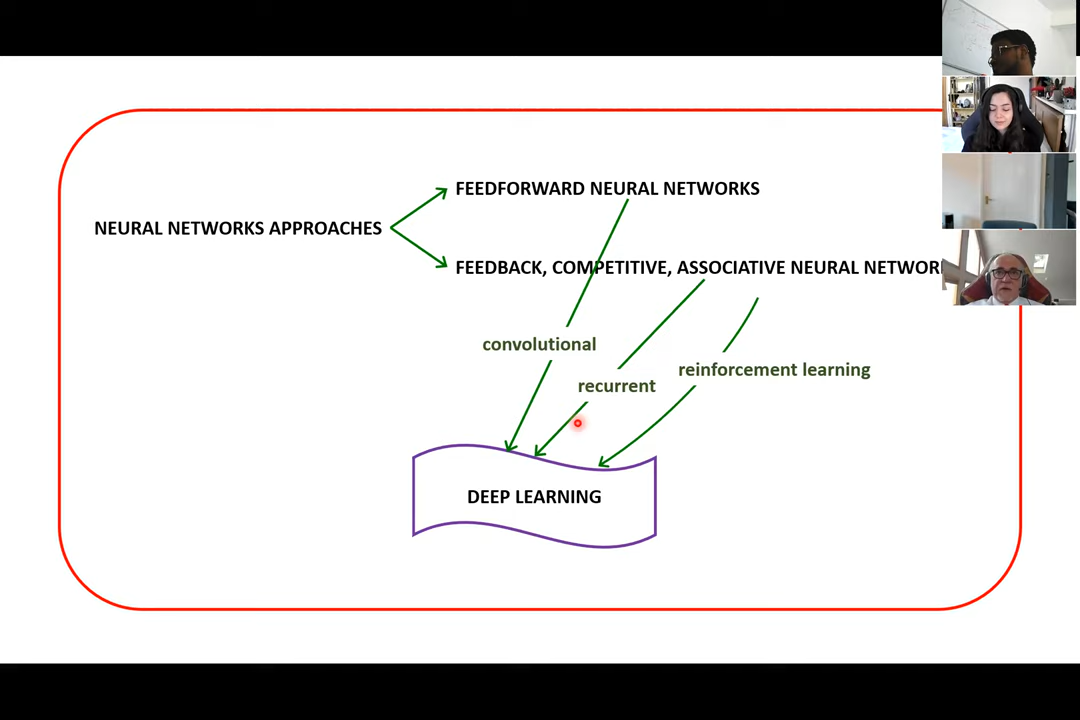 FEEDFORWARD NEURAL NETWORKS
NEURAL NETWORKS APPROACHES
FEEDBACK, COMPETITIVE, ASSOCIATIVE NEURAL
convolutional
reinforcement learning
recurrent
DEEP LEARNING